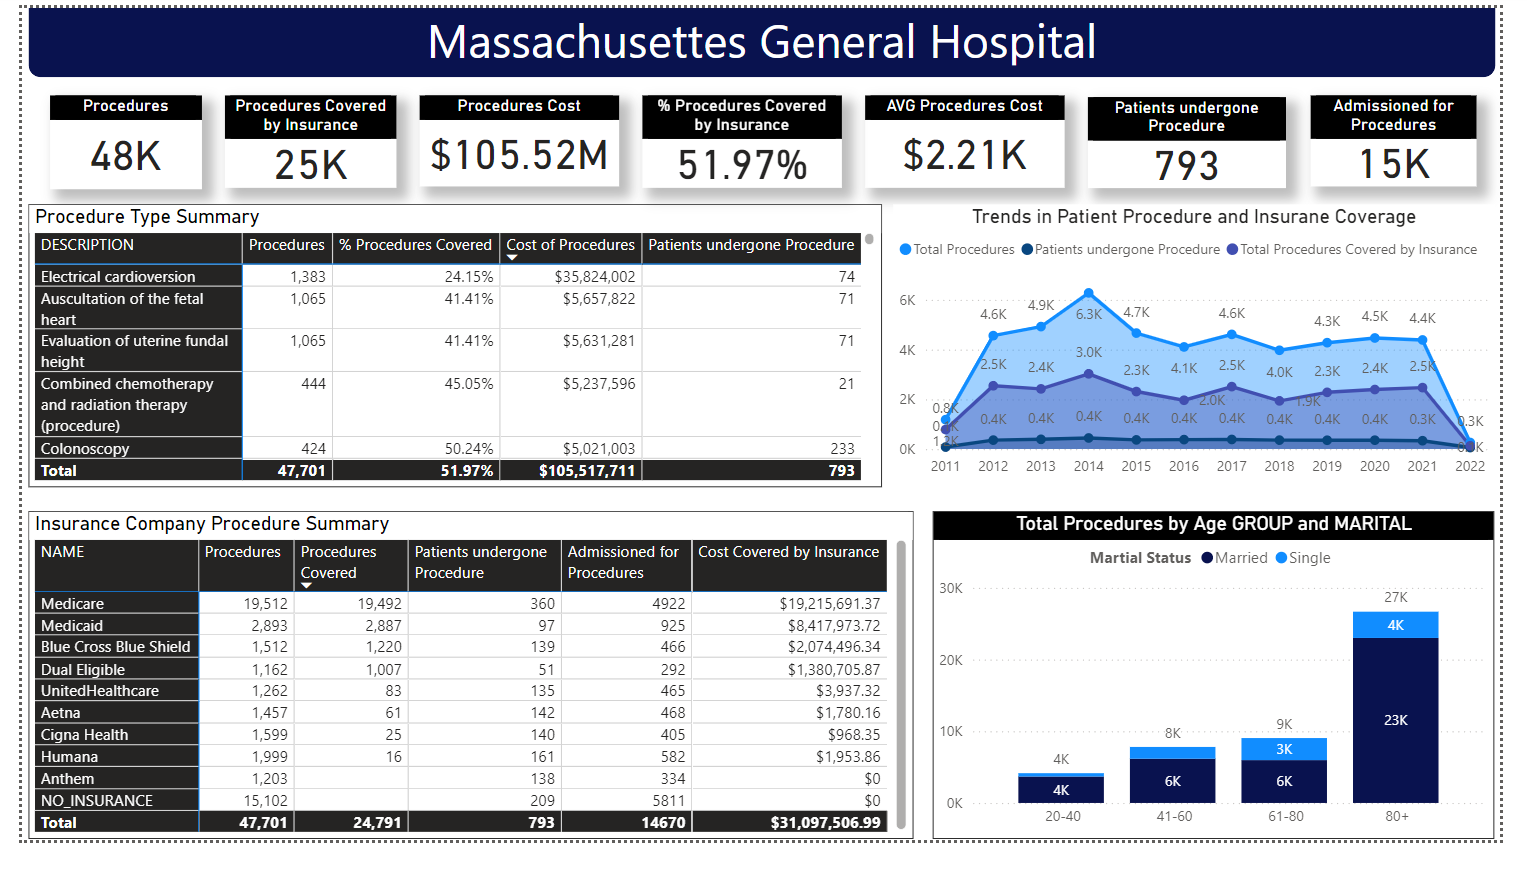 Massachusettes General Hospital
Procedures
48K
Procedures Covered
by Insurance
25K
Procedures Cost
$105.52M
% Procedures Covered
by Insurance
51.97%
AVG Procedures Cost
$2.21K
Patients undergone
Procedure
793
Admissioned for
Procedures
15K
Procedure Type Summary
DESCRIPTION Procedures % Procedures Covered Cost of Procedures Patients undergone Procedure
Electrical cardioversion 1,383 24.15% $35,824,002 74
Auscultation of the fetal 1,065 41.41% $5,657,822 71
heart
Evaluation of uterine fundal 1,065 41.41% $5,631,281 71
height
Combined chemotherapy 444 45.05% $5,237,596 21
and radiation therapy
(procedure)
Colonoscopy 424 50.24% $5,021,003 233
Total 47,701 51.97% $105,517,711 793
Trends in Patient Procedure and Insurane Coverage
Total Procedures Patients undergone Procedure Total Procedures Covered by Insurance
6K
4K
2K
0K
4.6K 4.9K 6.3K 4.7K 4.1K 4.6K 4.0K 4.3K 4.5K 4.4K 0.3K
0.8K 2.5K 2.4K 3.0K 2.3K 2.0K 2.5K 1.9K 2.3K 2.4K 2.5K
0.4K 0.4K 0.4K 0.4K 0.4K 0.4K 0.4K 0.4K 0.4K 0.3K
2011 2012 2013 2014 2015 2016 2017 2018 2019 2020 2021 2022
Insurance Company Procedure Summary
NAME Procedures Procedures Patients undergone Admissioned for Cost Covered by Insurance
Covered Procedure Procedures
Medicare 19,512 19,492 360 4922 $19,215,691.37
Medicaid 2,893 2,887 97 925 $8,417,973.72
Blue Cross Blue Shield 1,512 1,220 139 466 $2,074,496.34
Dual Eligible 1,162 1,007 51 292 $1,380,705.87
UnitedHealthcare 1,262 83 135 465 $3,937.32
Aetna 1,457 61 142 468 $1,780.16
Cigna Health 1,599 25 140 405 $968.35
Humana 1,999 16 161 582 $1,953.86
Anthem 1,203 138 334 $0
NO_INSURANCE 15,102 209 5811 $0
Total 47,701 24,791 793 14670 $31,097,506.99
Total Procedures by Age GROUP and MARITAL
Martial Status Married Single
30K
20K
10K
0K
4K 8K 9K 27K
3K 4K
4K 6K 6K 23K
20-40 41-60 61-80 80+